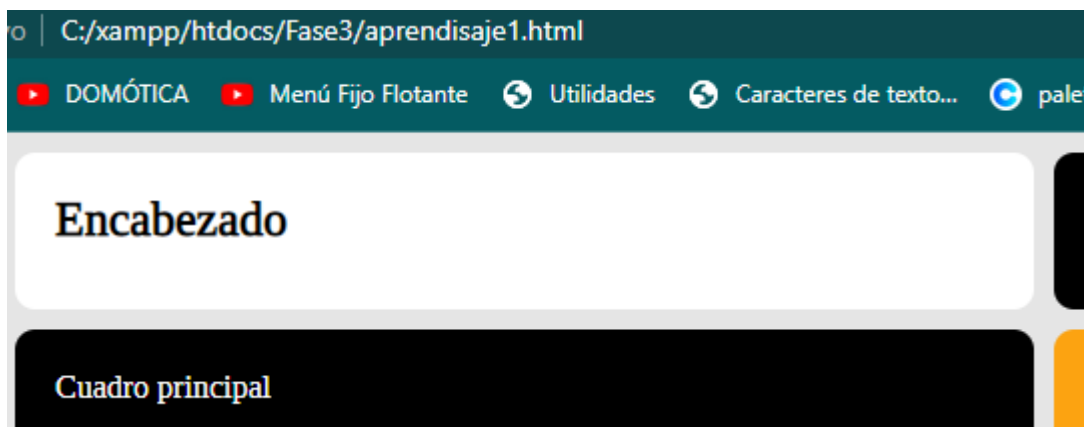 C:/xampp/htdocs/Fase3/aprendisaje1.html
DOMÓTICA Menú Fijo Flotante Utilidades Caracteres de texto...
Encabezado
Cuadro principal